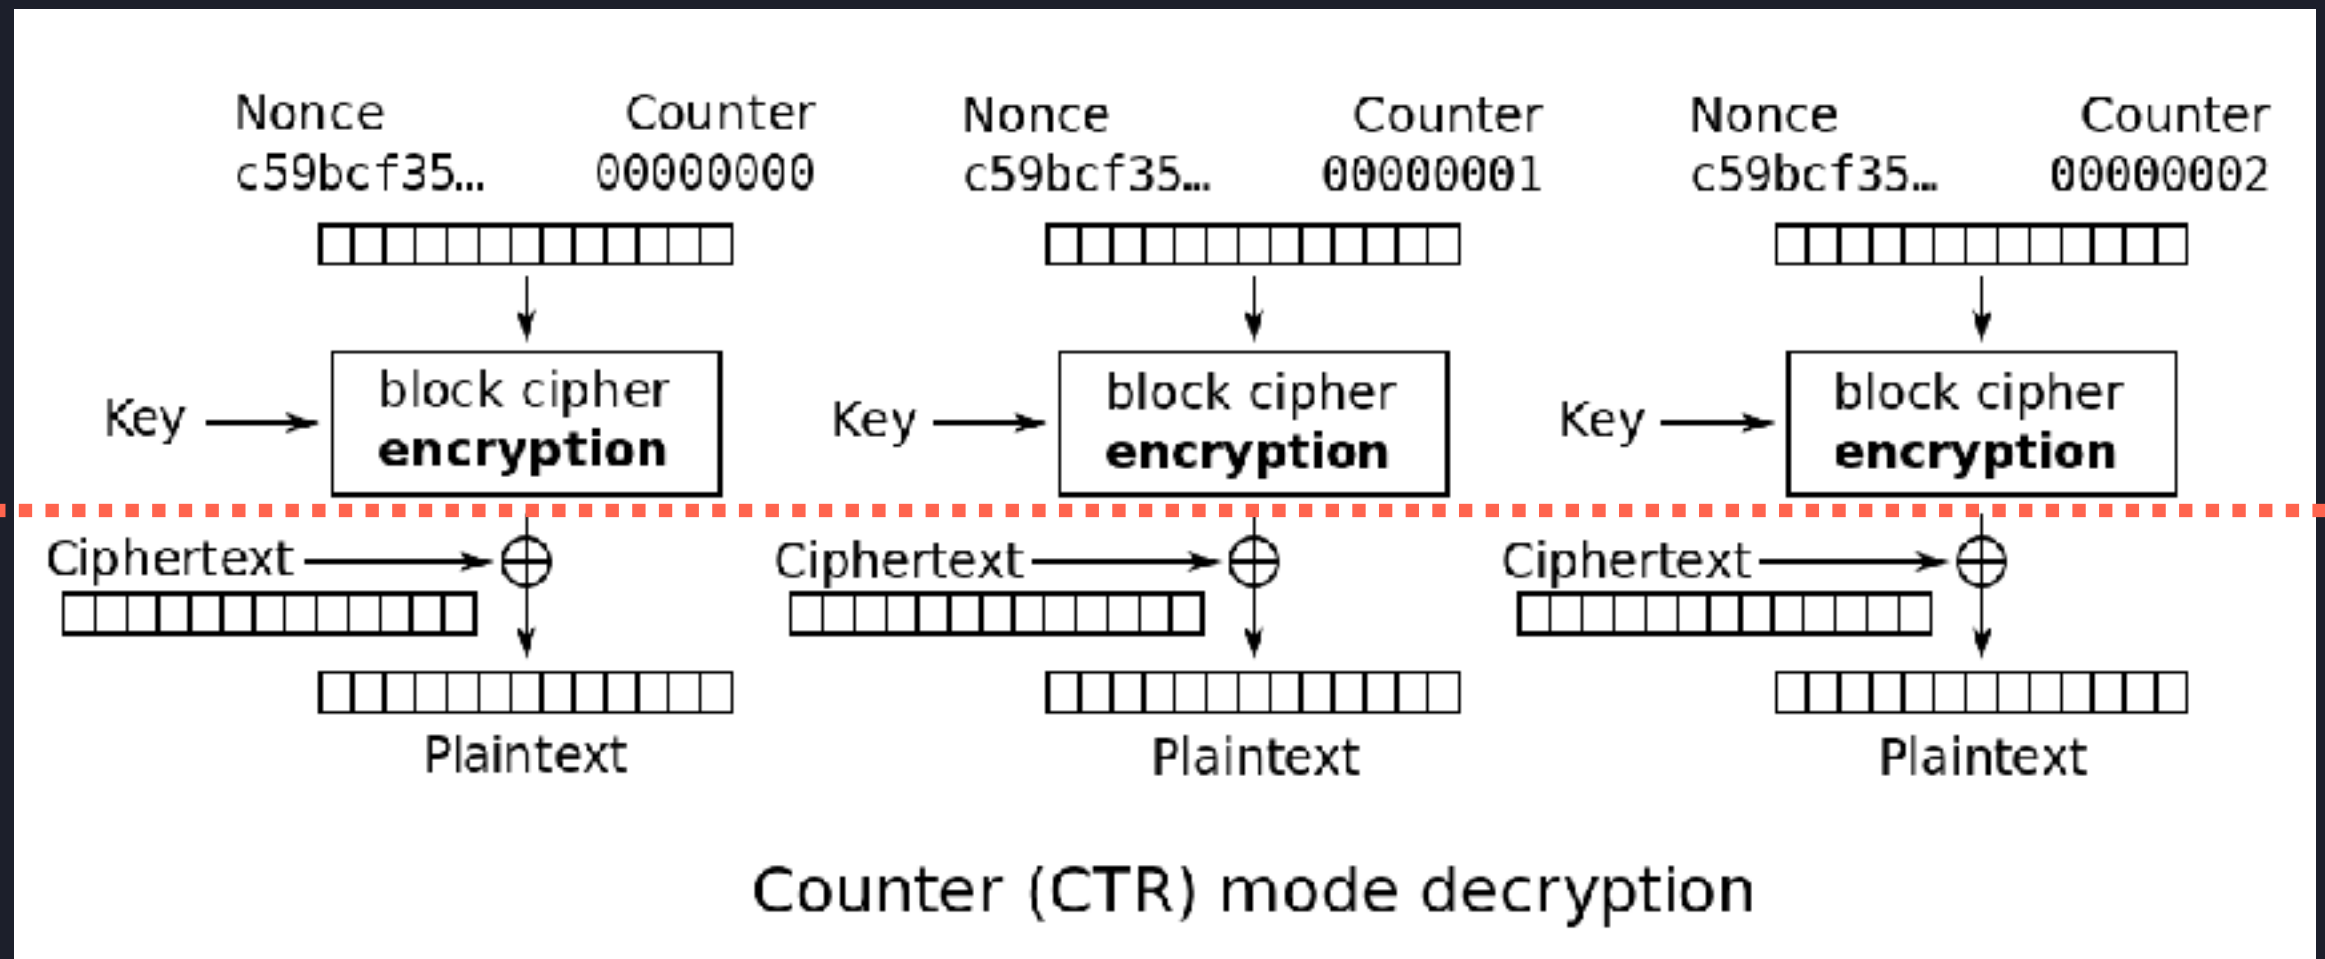 Nonce Counter
c59bcf35… 00000000
Nonce Counter
c59bcf35… 00000001
Nonce Counter
c59bcf35… 00000002
Key
block cipher
encryption
Key
block cipher
encryption
Key
block cipher
encryption
Ciphertext
Ciphertext
Ciphertext
Plaintext
Plaintext
Plaintext
Counter (CTR) mode decryption